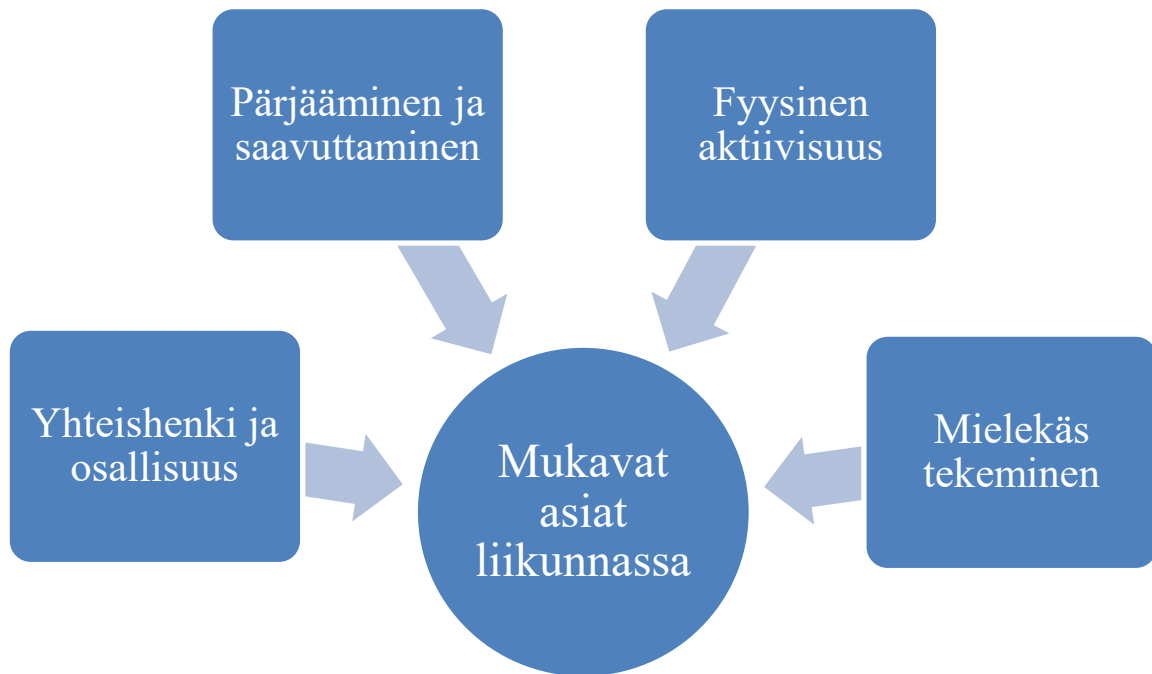 Pärjääminen ja
saavuttaminen
Fyysinen
aktiivisuus
Yhteishenki ja
osallisuus
Mukavat
asiat
liikunnassa
Mielekäs
tekeminen